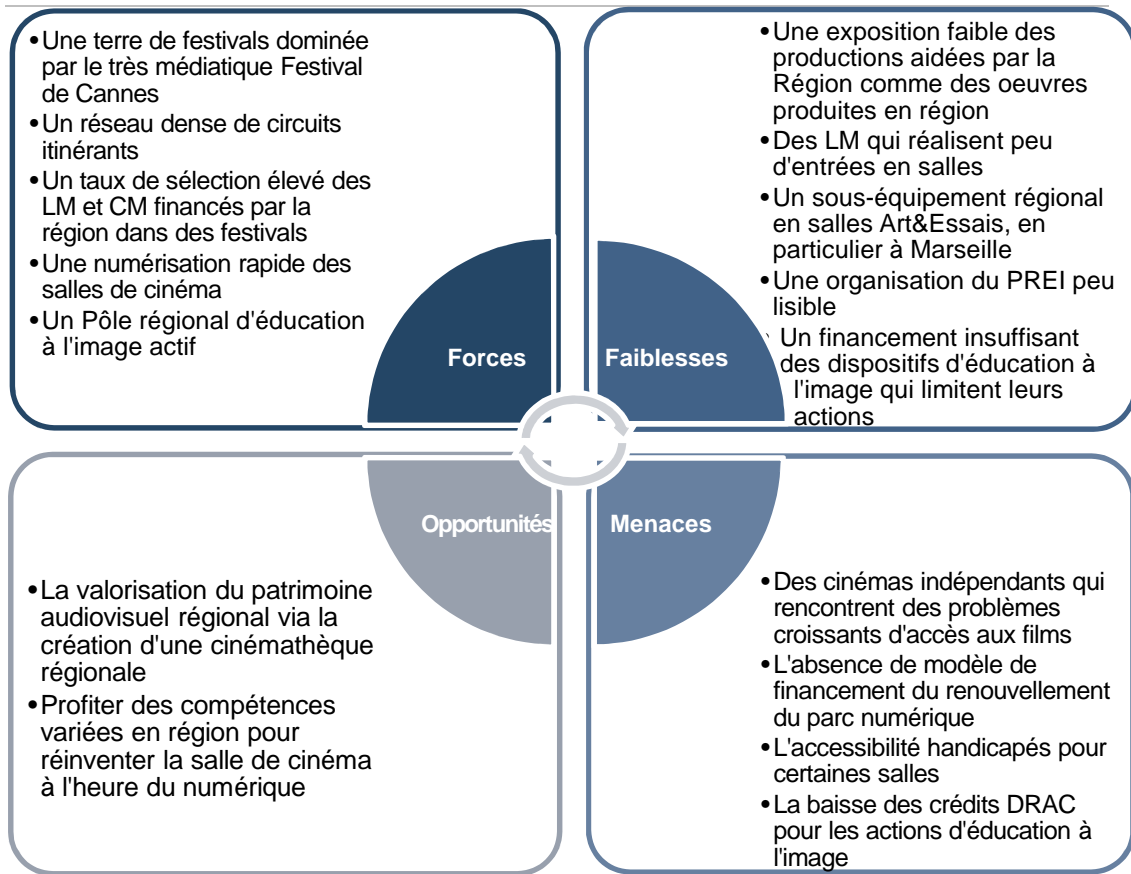 •Une terre de festivals dominée
par le très médiatique Festival
de Cannes
•Un réseau dense de circuits
itinérants
•Un taux de sélection élevé des
LM et CM financés par la
région dans des festivals
•Une numérisation rapide des
salles de cinéma
•Un Pôle régional d'éducation
à l'image actif
Forces
•Une exposition faible des
productions aidées par la
Région comme des oeuvres
produites en région
•Des LM qui réalisent peu
d'entrées en salles
•Un sous-équipement régional
en salles Art&Essais, en
particulier à Marseille
•Une organisation du PREI peu
lisible
•Un financement insuffisant
des dispositifs d'éducation à
l'image qui limitent leurs
actions
Faiblesses
Opportunités
•La valorisation du patrimoine
audiovisuel régional via la
création d'une cinémathèque
régionale
•Profiter des compétences
variées en région pour
réinventer la salle de cinéma
à l'heure du numérique
Menaces
•Des cinémas indépendants qui
rencontrent des problèmes
croissants d'accès aux films
•L'absence de modèle de
financement du renouvellement
du parc numérique
•L'accessibilité handicapés pour
certaines salles
•La baisse des crédits DRAC
pour les actions d'éducation à
l'image